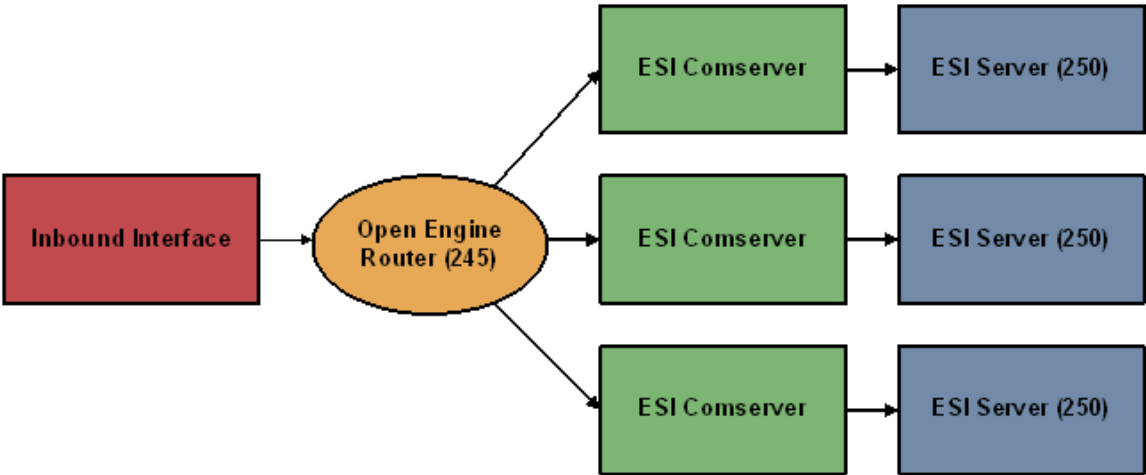 ESI Comserver
ESI Server (250)
Inbound Interface
Open Engine
Router (245)
ESI Comserver
ESI Server (250)
ESI Comserver
ESI Server (250)